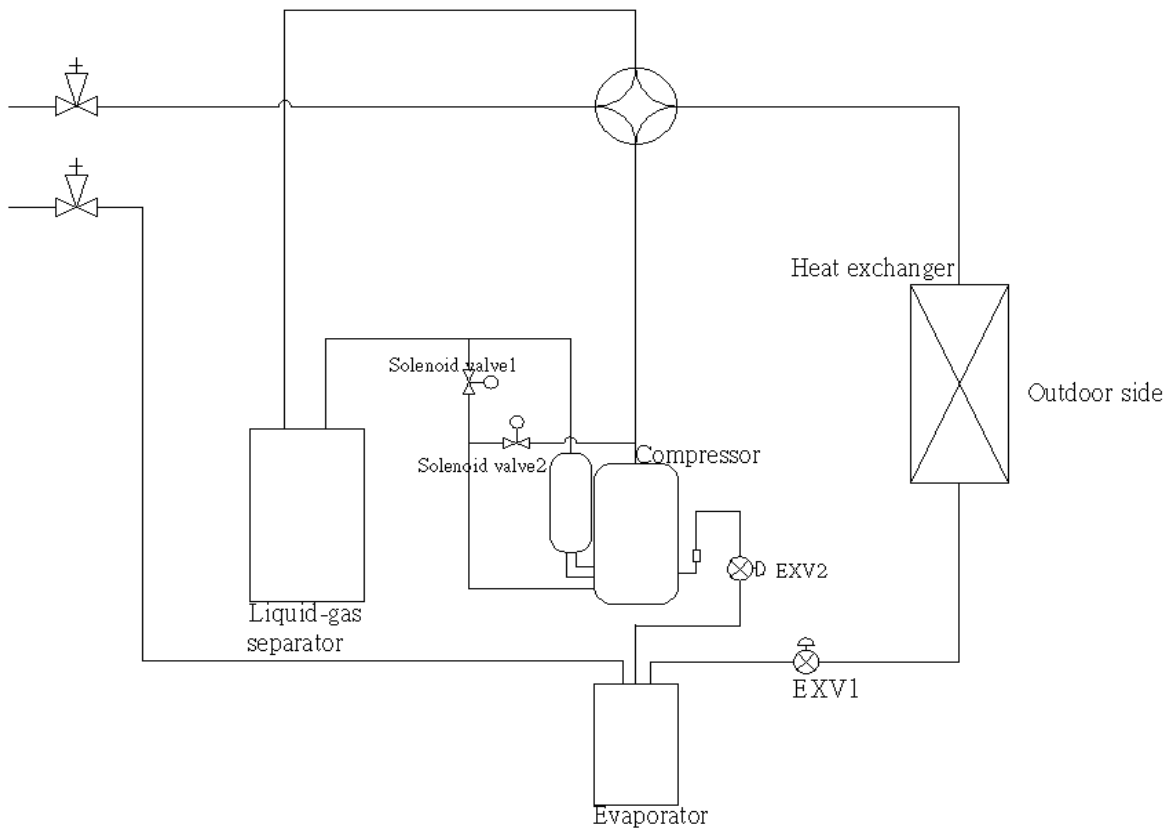 Heat exchanger
Solenoid valve1
Outdoor side
Compressor
Solenoid valve2
EXV2
Liquid-gas
separator
EXV1
Evaporator